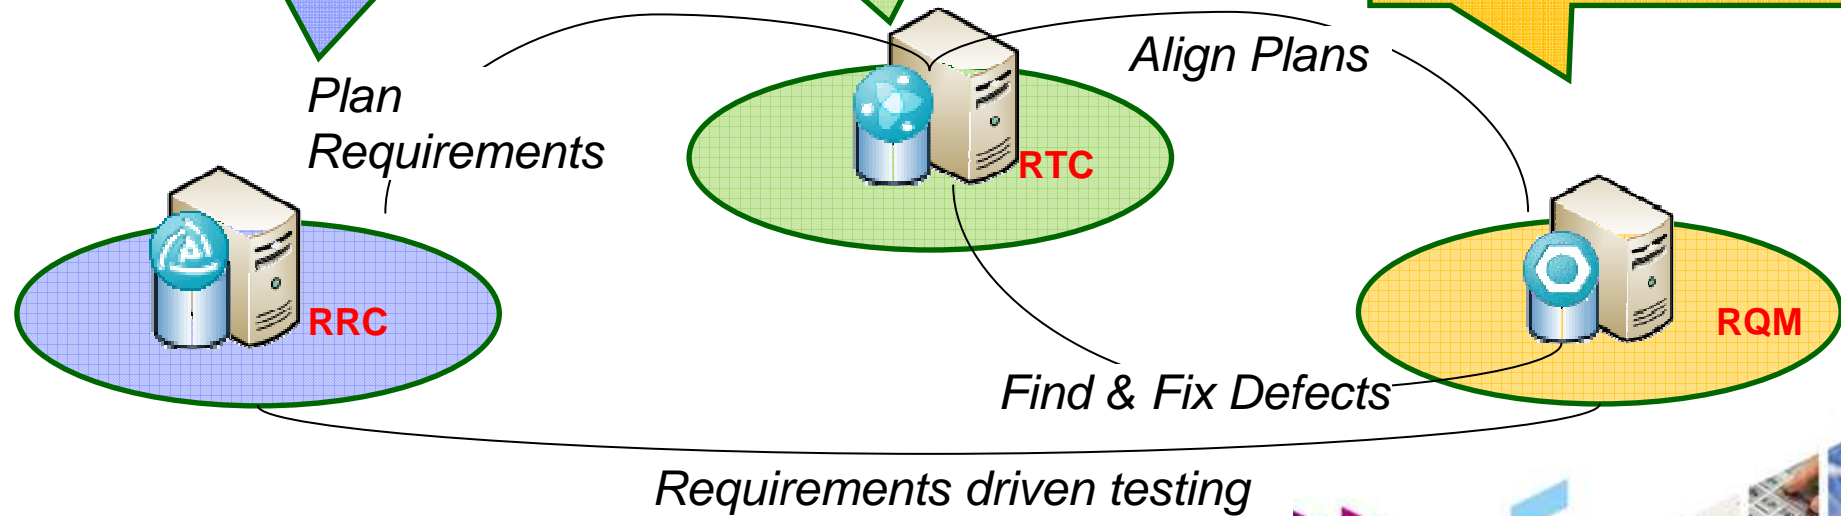 Align Plans
Plan
Requirements
RTC
RRC
RQM
Find & Fix Defects
Requirements driven testing